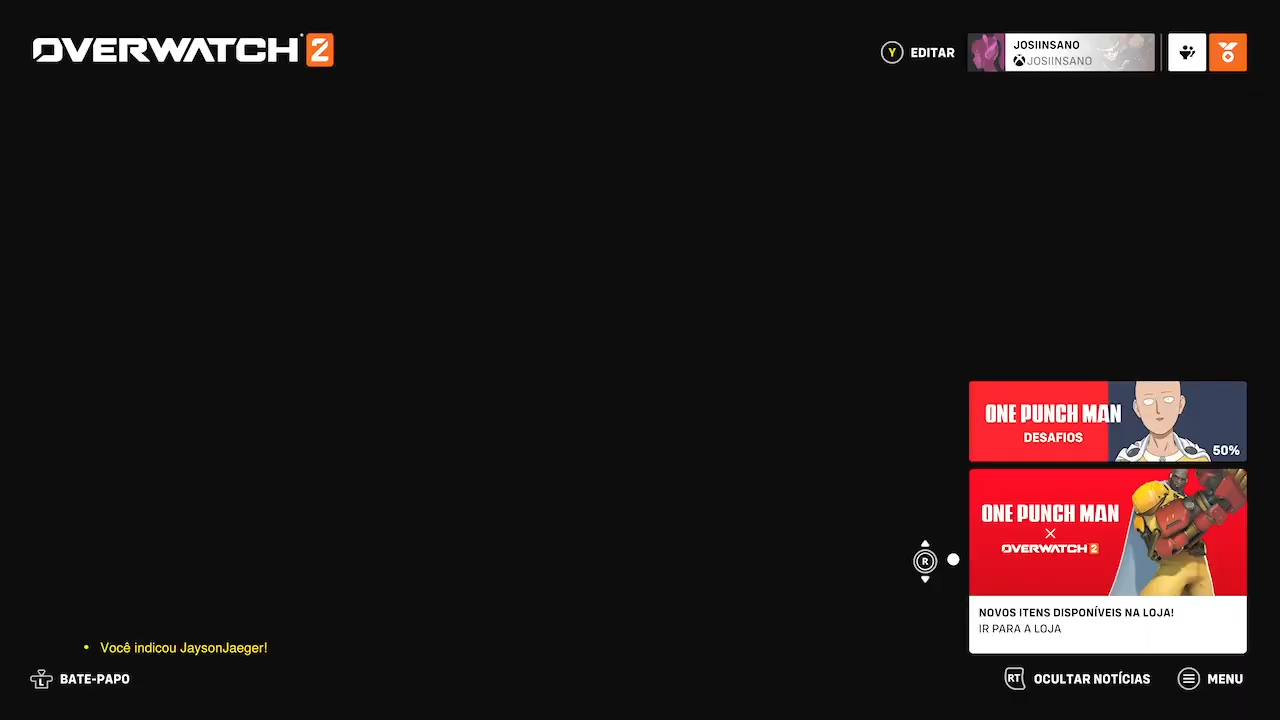 OVERWATCH 2
Y EDITAR
JOSIINSANO
JOSIINSANO
ONE PUNCH MAN
DESAFIOS
50%
ONE PUNCH MAN
X
OVERWATCH 2
R
NOVOS ITENS DISPONÍVEIS NA LOJA!
IR PARA A LOJA
• Você indicou JaysonJaeger!
L BATE-PAPO
RT OCULTAR NOTÍCIAS
MENU